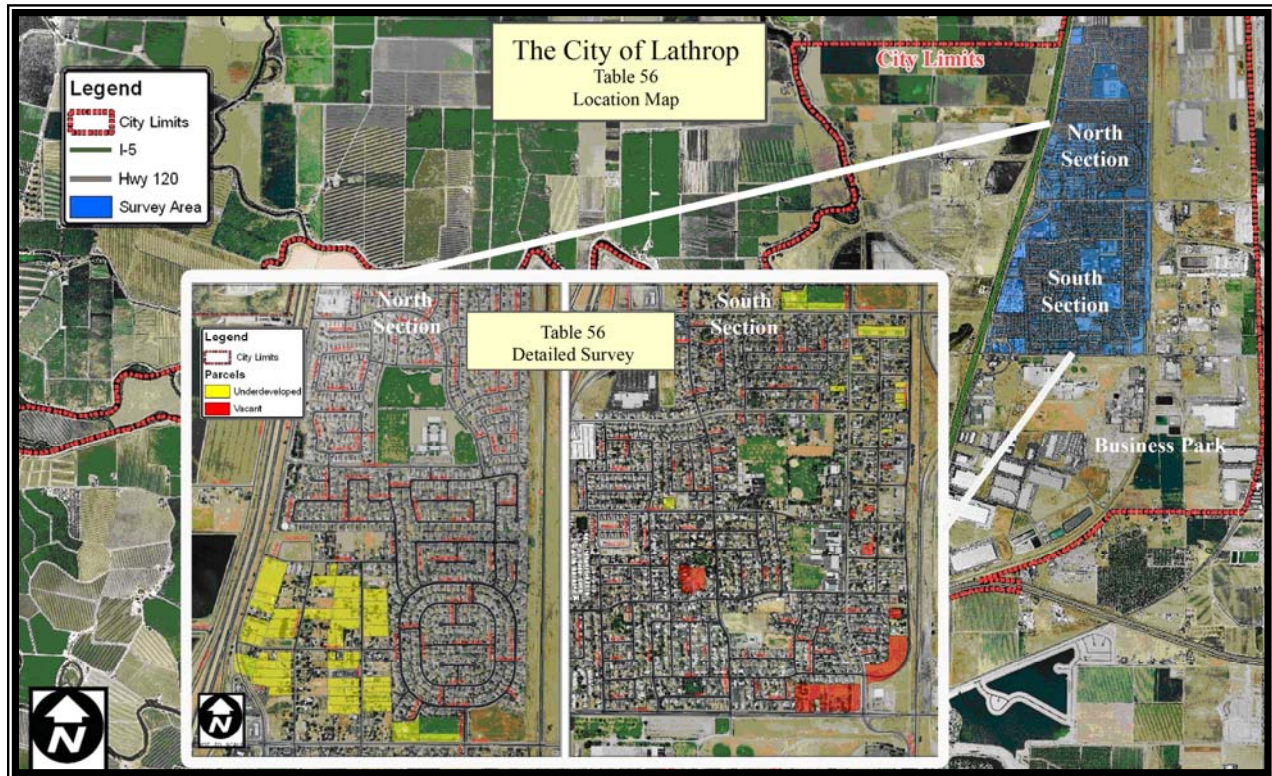 The City of Lathrop
Table 56
Location Map
City Limits
Legend
City Limits
I-5
Hwy 120
Survey Area
North
Section
South
Section
Business Park
North
Section
South
Section
Table 56
Detailed Survey
Legend
City Limits
Parcels
Underdeveloped
Vacant
N
N